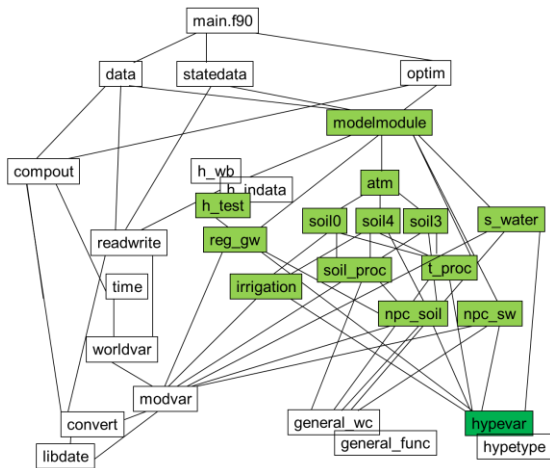 main.f90
data
statedata
optim
modelmodule
compout
h_wb
h_indata
atm
h_test
soil0
soil4
soil3
s_water
readwrite
reg_gw
soil_proc
t_proc
time
irrigation
npc_soil
npc_sw
worldvar
modvar
convert
general_wc
hypevar
general_func
hypetype
libdate